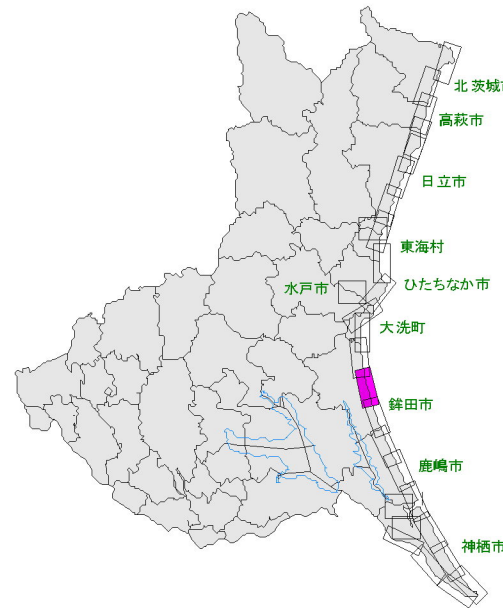 北茨城市
高萩市
日立市
東海村
ひたちなか市
水戸市
大洗町
鉾田市
鹿嶋市
神栖市